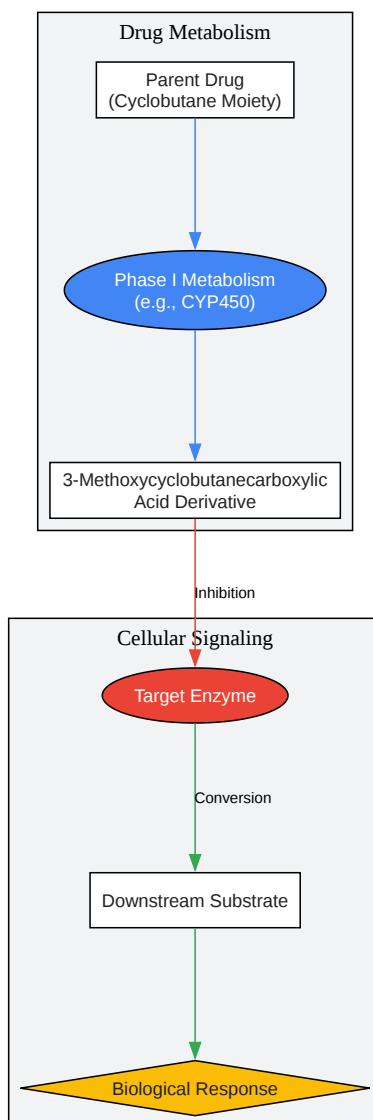 Drug Metabolism
Parent Drug
(Cyclobutane Moiety)
Phase I Metabolism
(e.g., CYP450)
3-Methoxycyclobutanecarboxylic
Acid Derivative
Inhibition
Cellular Signaling
Target Enzyme
Conversion
Downstream Substrate
Biological Response